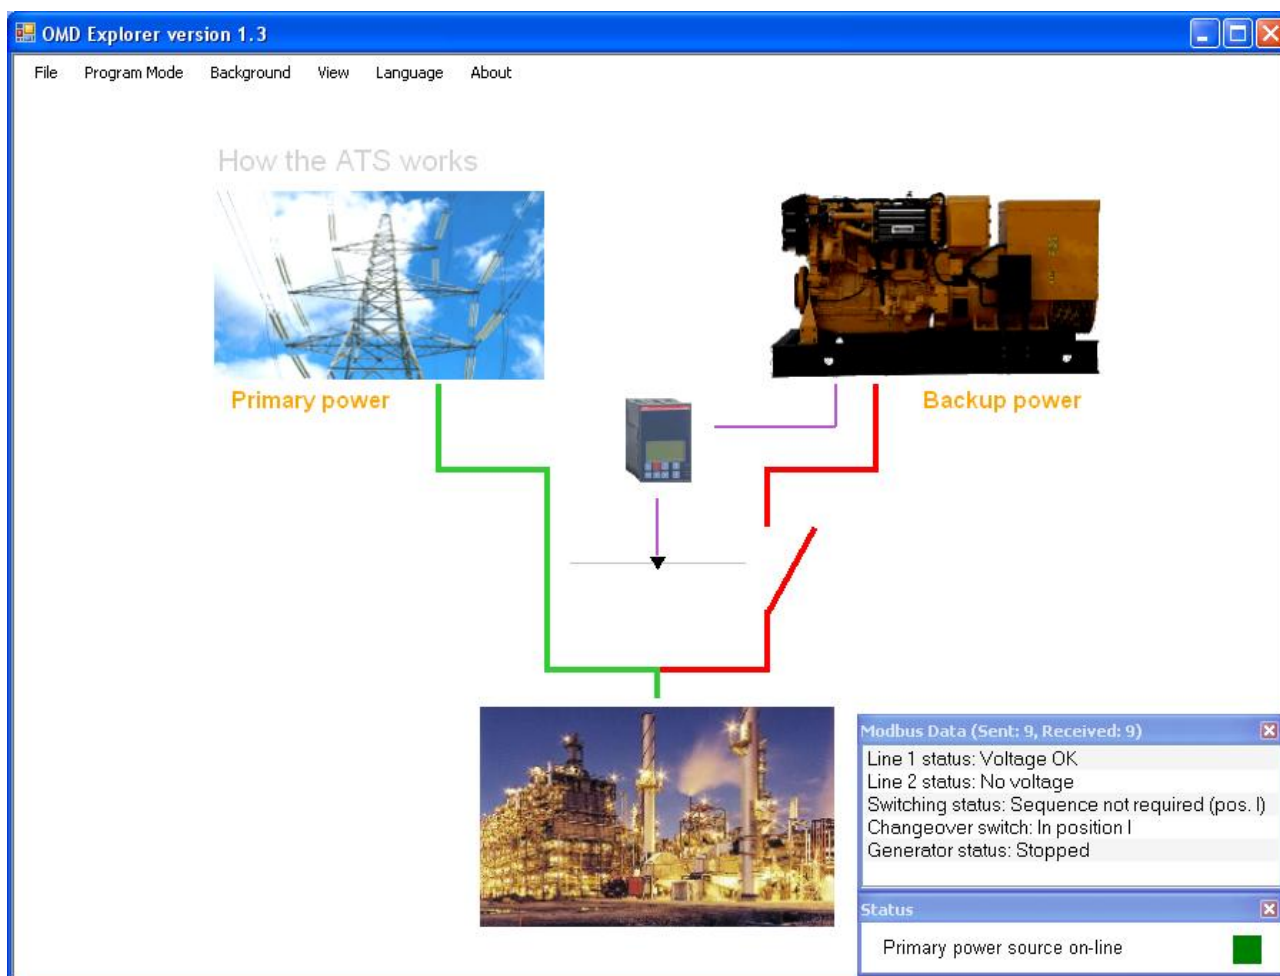 OMD Explorer version 1.3
File Program Mode Background View Language About
How the ATS works
Primary power
Backup power
Modbus Data (Sent: 9, Received: 9)
Line 1 status: Voltage OK
Line 2 status: No voltage
Switching status: Sequence not required (pos. I)
Changeover switch: In position I
Generator status: Stopped
Status
Primary power source on-line